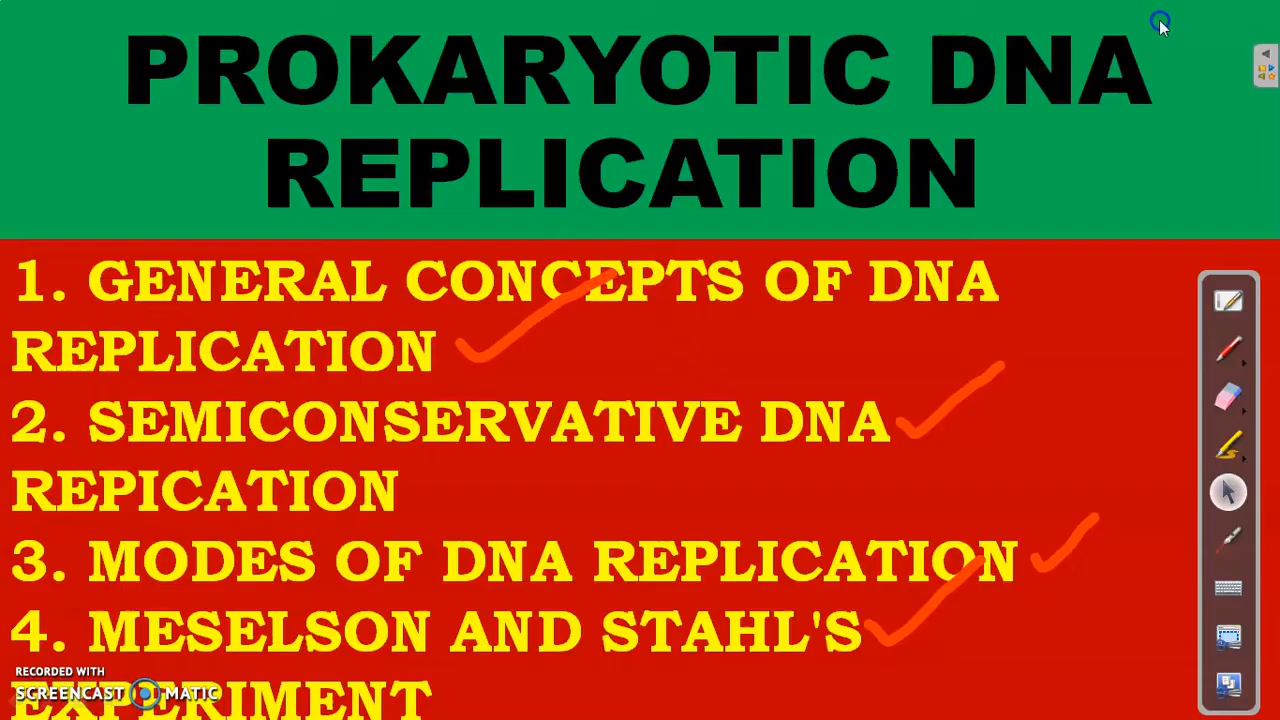 PROKARYOTIC DNA
REPLICATION
1. GENERAL CONCEPTS OF DNA
REPLICATION
2. SEMICONSERVATIVE DNA
REPICATION
3. MODES OF DNA REPLICATION
4. MESELSON AND STAHL'S
EXPERIMENT
RECORDED WITH
SCREENCAST MATIC